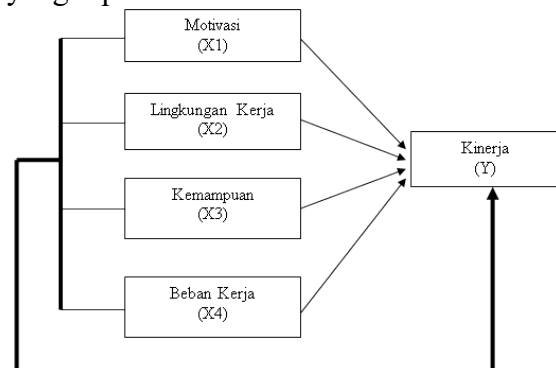 Motivasi
(X1)
Lingkungan Kerja
(X2)
Kemampuan
(X3)
Beban Kerja
(X4)
Kinerja
(Y)